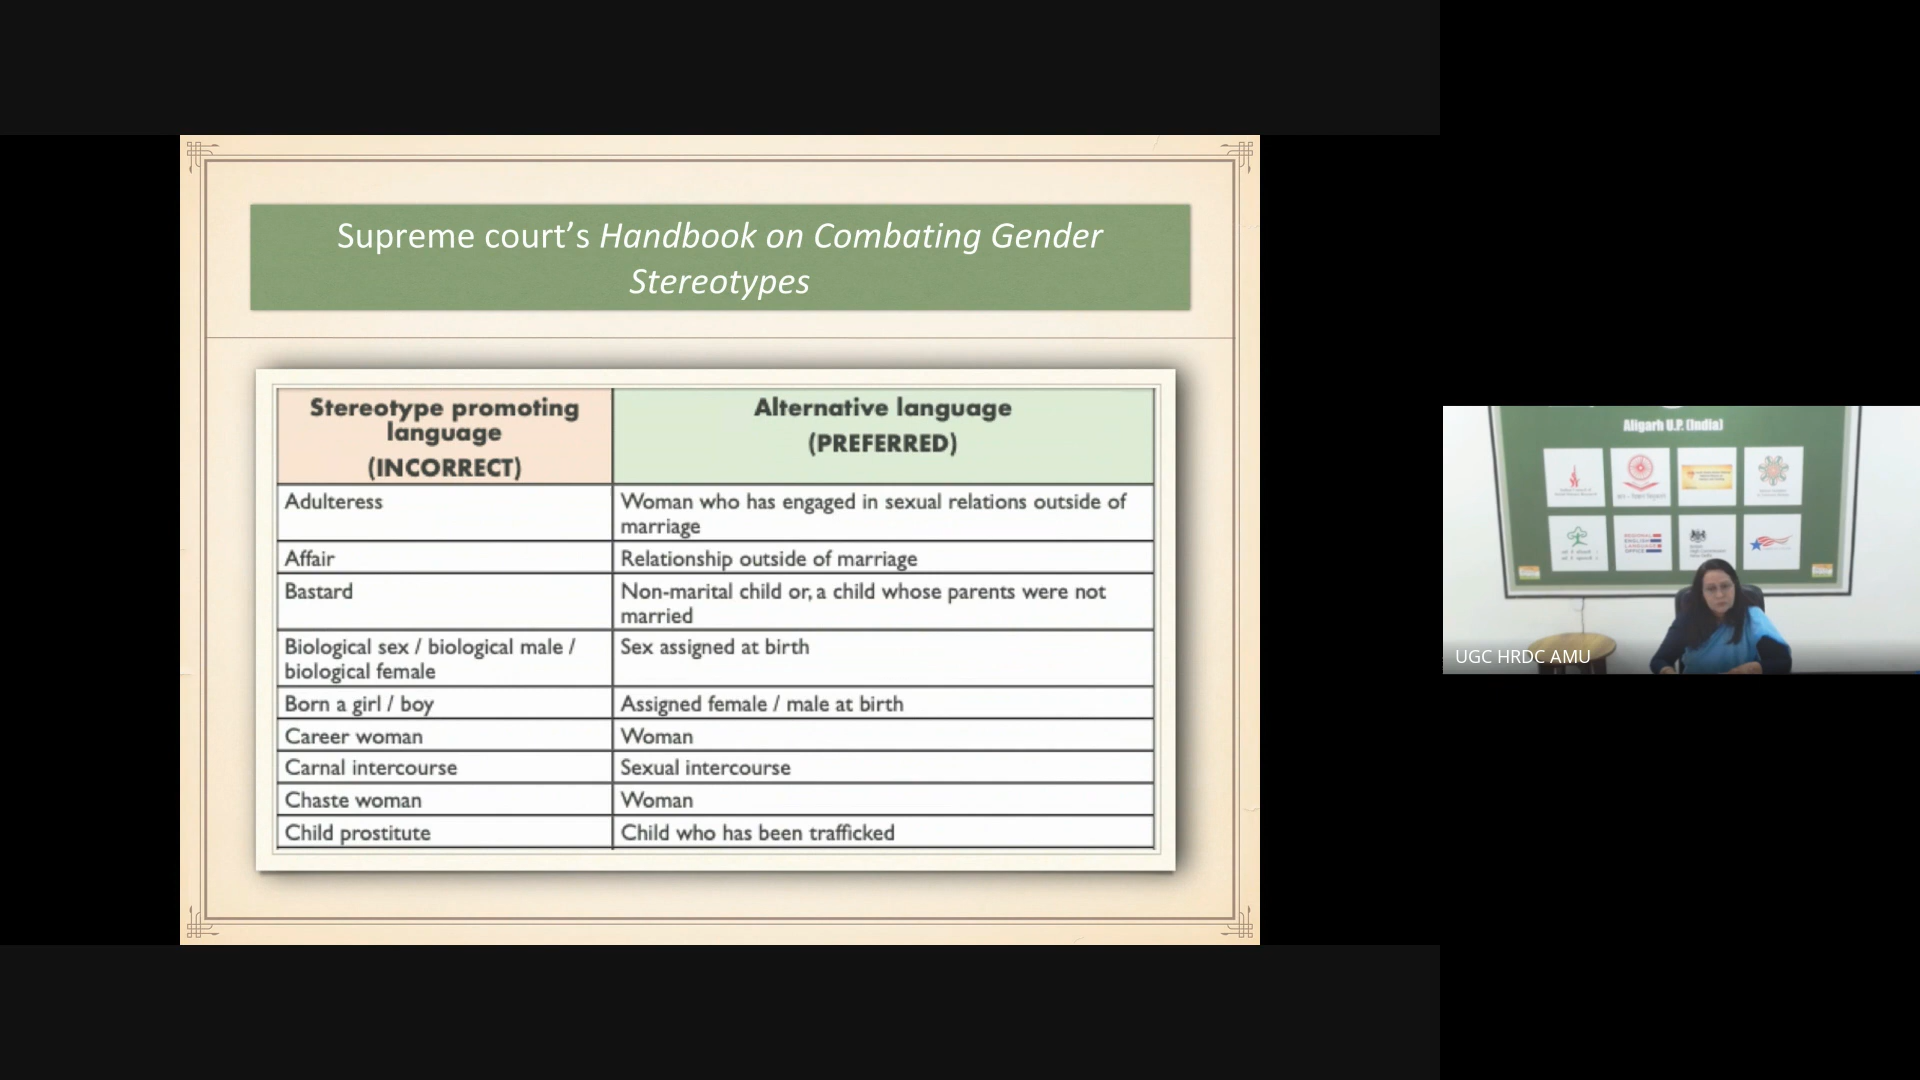 Supreme court’s Handbook on Combating Gender
Stereotypes
Stereotype promoting
language
(INCORRECT)
Alternative language
(PREFERRED)
Adulteress
Woman who has engaged in sexual relations outside of
marriage
Affair
Relationship outside of marriage
Bastard
Non-marital child or, a child whose parents were not
married
Biological sex / biological male /
biological female
Sex assigned at birth
Born a girl / boy
Assigned female / male at birth
Career woman
Woman
Carnal intercourse
Sexual intercourse
Chaste woman
Woman
Child prostitute
Child who has been trafficked
Aligarh U.P. (India)
REGIONAL
ENGLISH
LANGUAGE
OFFICE
UGC HRDC AMU